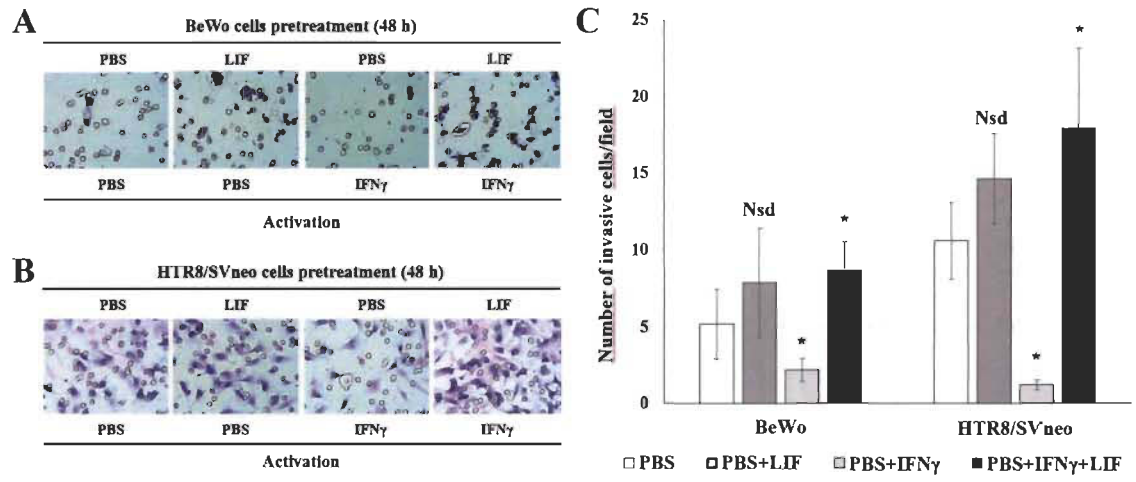 A
BeWo cells pretreatment (48 h)
PBS LIF PBS LIF
PBS PBS IFNγ IFNγ
Activation
B
HTR8/SVneo cells pretreatment (48 h)
PBS LIF PBS LIF
PBS PBS IFNγ IFNγ
Activation
C
Number of invasive cells/field
25
20
15
10
5
0
Nsd
*
*
Nsd
*
*
BeWo HTR8/SVneo
PBS PBS+LIF PBS+IFNγ PBS+IFNγ+LIF